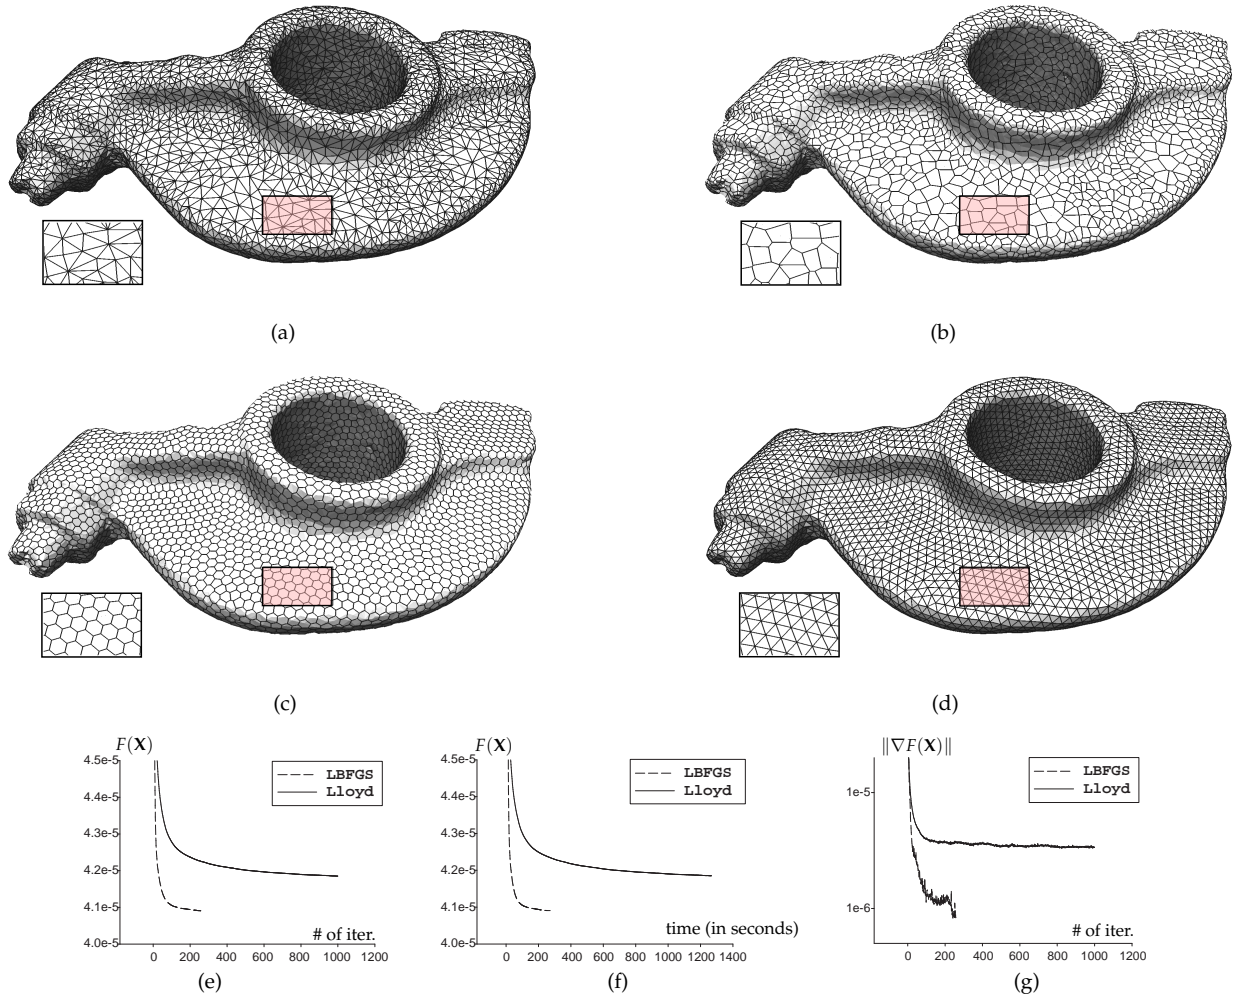 (a)
(b)
(c)
(d)
F(X)
4.5e-5
4.4e-5
4.3e-5
4.2e-5
4.1e-5
4.0e-5
LBFGS
Lloyd
# of iter.
0 200 400 600 800 1000 1200
(e)
F(X)
4.5e-5
4.4e-5
4.3e-5
4.2e-5
4.1e-5
4.0e-5
LBFGS
Lloyd
time (in seconds)
0 200 400 600 800 1000 1200 1400
(f)
‖∇F(X)‖
1e-5
1e-6
LBFGS
Lloyd
# of iter.
0 200 400 600 800 1000 1200
(g)